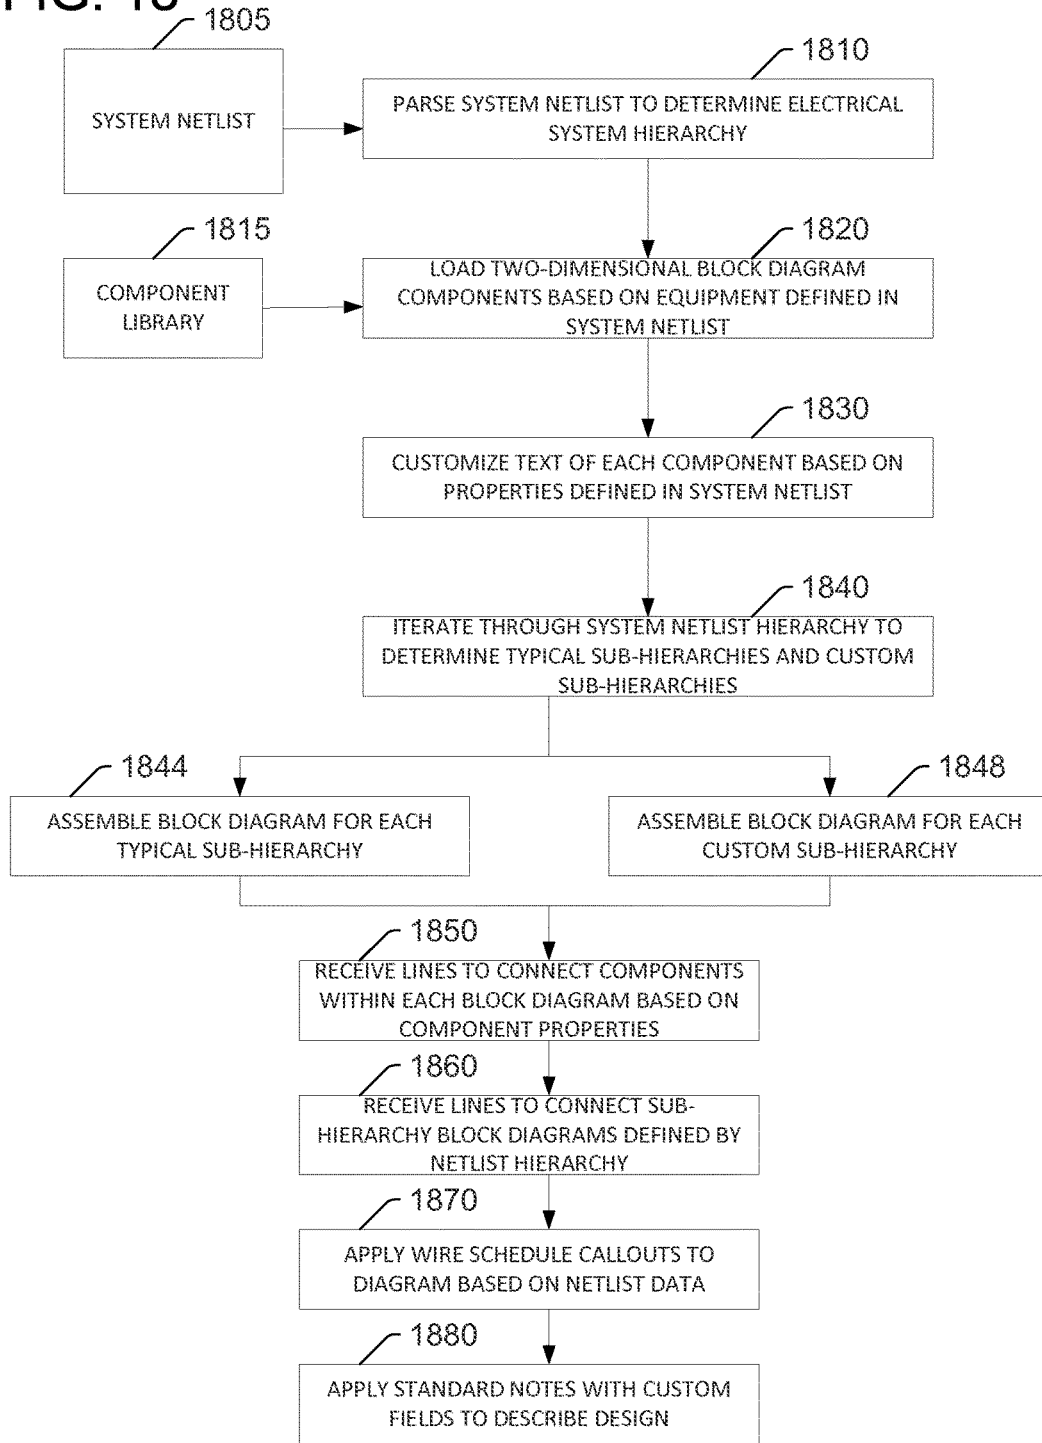 FIG. 18
1805
SYSTEM NETLIST
1810
PARSE SYSTEM NETLIST TO DETERMINE ELECTRICAL
SYSTEM HIERARCHY
1815
COMPONENT
LIBRARY
1820
LOAD TWO-DIMENSIONAL BLOCK DIAGRAM
COMPONENTS BASED ON EQUIPMENT DEFINED IN
SYSTEM NETLIST
1830
CUSTOMIZE TEXT OF EACH COMPONENT BASED ON
PROPERTIES DEFINED IN SYSTEM NETLIST
1840
ITERATE THROUGH SYSTEM NETLIST HIERARCHY TO
DETERMINE TYPICAL SUB-HIERARCHIES AND CUSTOM
SUB-HIERARCHIES
1844
ASSEMBLE BLOCK DIAGRAM FOR EACH
TYPICAL SUB-HIERARCHY
1848
ASSEMBLE BLOCK DIAGRAM FOR EACH
CUSTOM SUB-HIERARCHY
1850
RECEIVE LINES TO CONNECT COMPONENTS
WITHIN EACH BLOCK DIAGRAM BASED ON
COMPONENT PROPERTIES
1860
RECEIVE LINES TO CONNECT SUB-
HIERARCHY BLOCK DIAGRAMS DEFINED BY
NETLIST HIERARCHY
1870
APPLY WIRE SCHEDULE CALLOUTS TO
DIAGRAM BASED ON NETLIST DATA
1880
APPLY STANDARD NOTES WITH CUSTOM
FIELDS TO DESCRIBE DESIGN